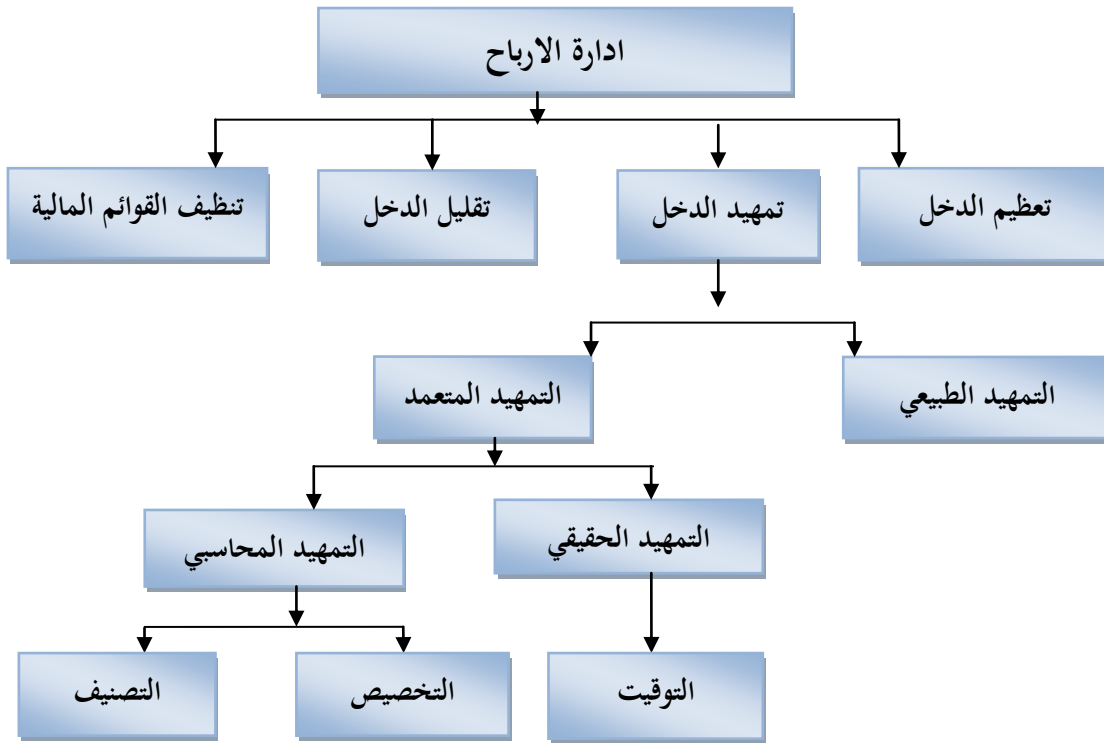 ادارة الارباح
تعظيم الدخل
تمهيد الدخل
تقليل الدخل
تنظيف القوائم المالية
التمهيد الطبيعي
التمهيد المتعمد
التمهيد الحقيقي
التمهيد المحاسبي
التوقيت
التخصيص
التصنيف